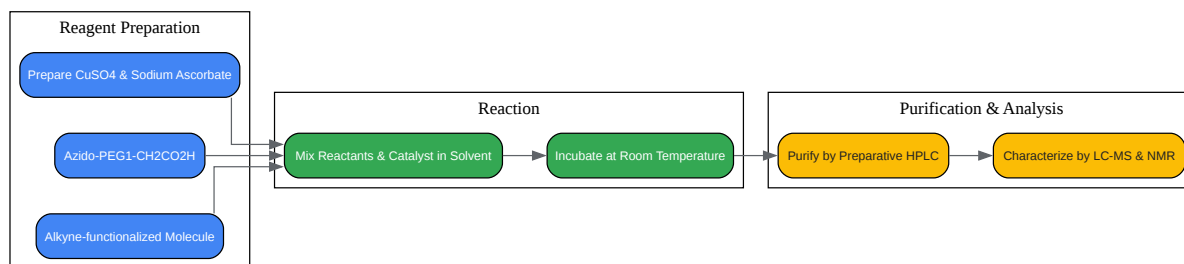 Reagent Preparation
Prepare CuSO4 & Sodium Ascorbate
Azido-PEG1-CH2CO2H
Alkyne-functionalized Molecule
Reaction
Mix Reactants & Catalyst in Solvent
Incubate at Room Temperature
Purification & Analysis
Purify by Preparative HPLC
Characterize by LC-MS & NMR